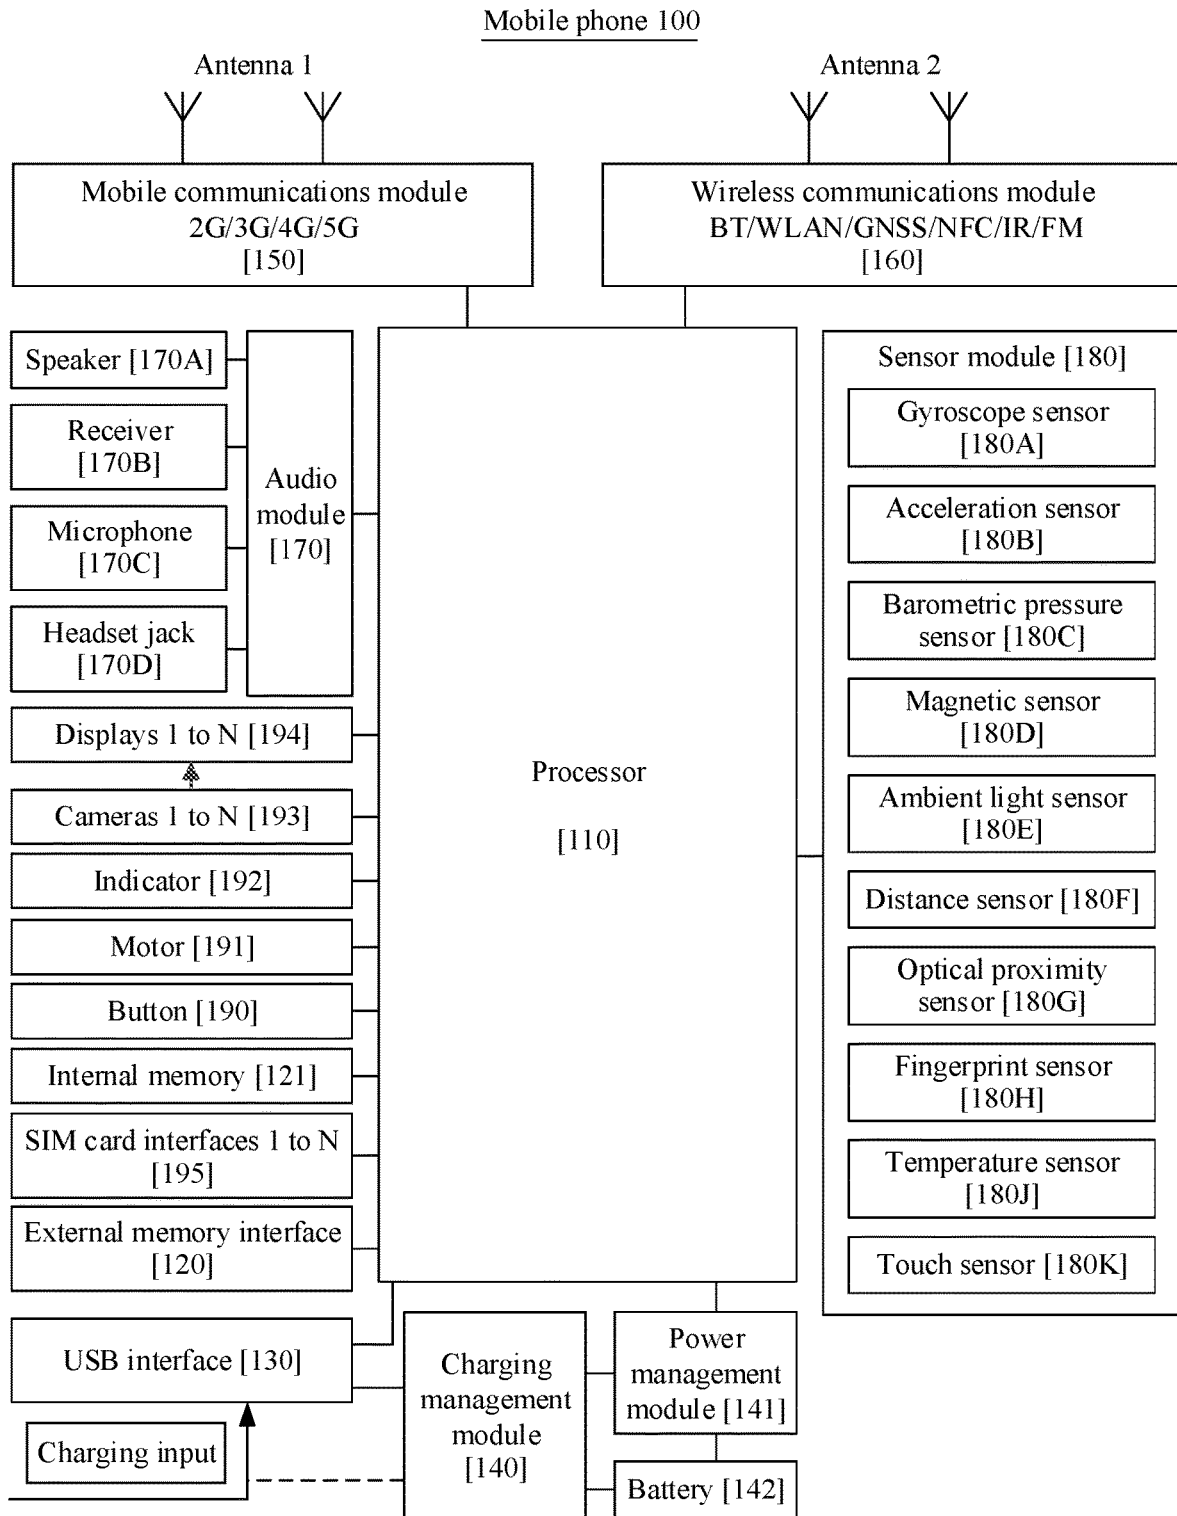 Mobile phone 100
Antenna 1
Antenna 2
Mobile communications module
2G/3G/4G/5G
[150]
Wireless communications module
BT/WLAN/GNSS/NFC/IR/FM
[160]
Speaker [170A]
Receiver
[170B]
Microphone
[170C]
Headset jack
[170D]
Audio
module
[170]
Displays 1 to N [194]
Cameras 1 to N [193]
Indicator [192]
Motor [191]
Button [190]
Internal memory [121]
SIM card interfaces 1 to N
[195]
External memory interface
[120]
USB interface [130]
Charging input
Processor
[110]
Charging
management
module
[140]
Power
management
module [141]
Battery [142]
Sensor module [180]
Gyroscope sensor
[180A]
Acceleration sensor
[180B]
Barometric pressure
sensor [180C]
Magnetic sensor
[180D]
Ambient light sensor
[180E]
Distance sensor [180F]
Optical proximity
sensor [180G]
Fingerprint sensor
[180H]
Temperature sensor
[180J]
Touch sensor [180K]